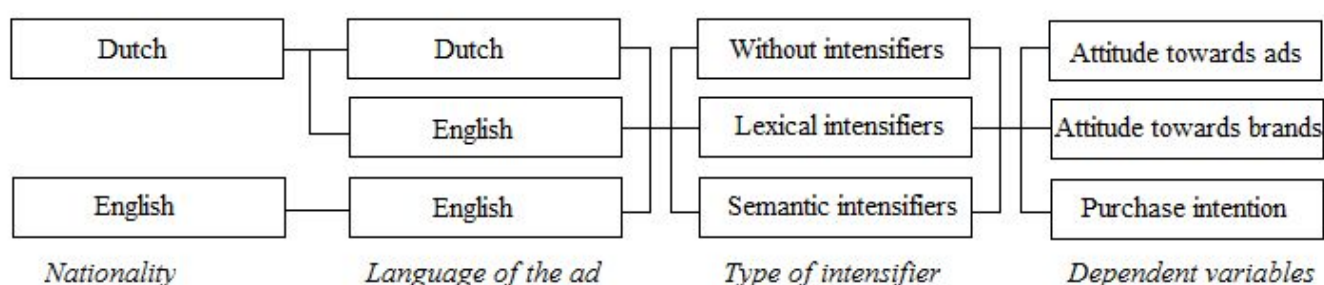 Dutch Dutch Without intensifiers Attitude towards ads
English Lexical intensifiers Attitude towards brands
English English Semantic intensifiers Purchase intention
Nationality Language of the ad Type of intensifier Dependent variables